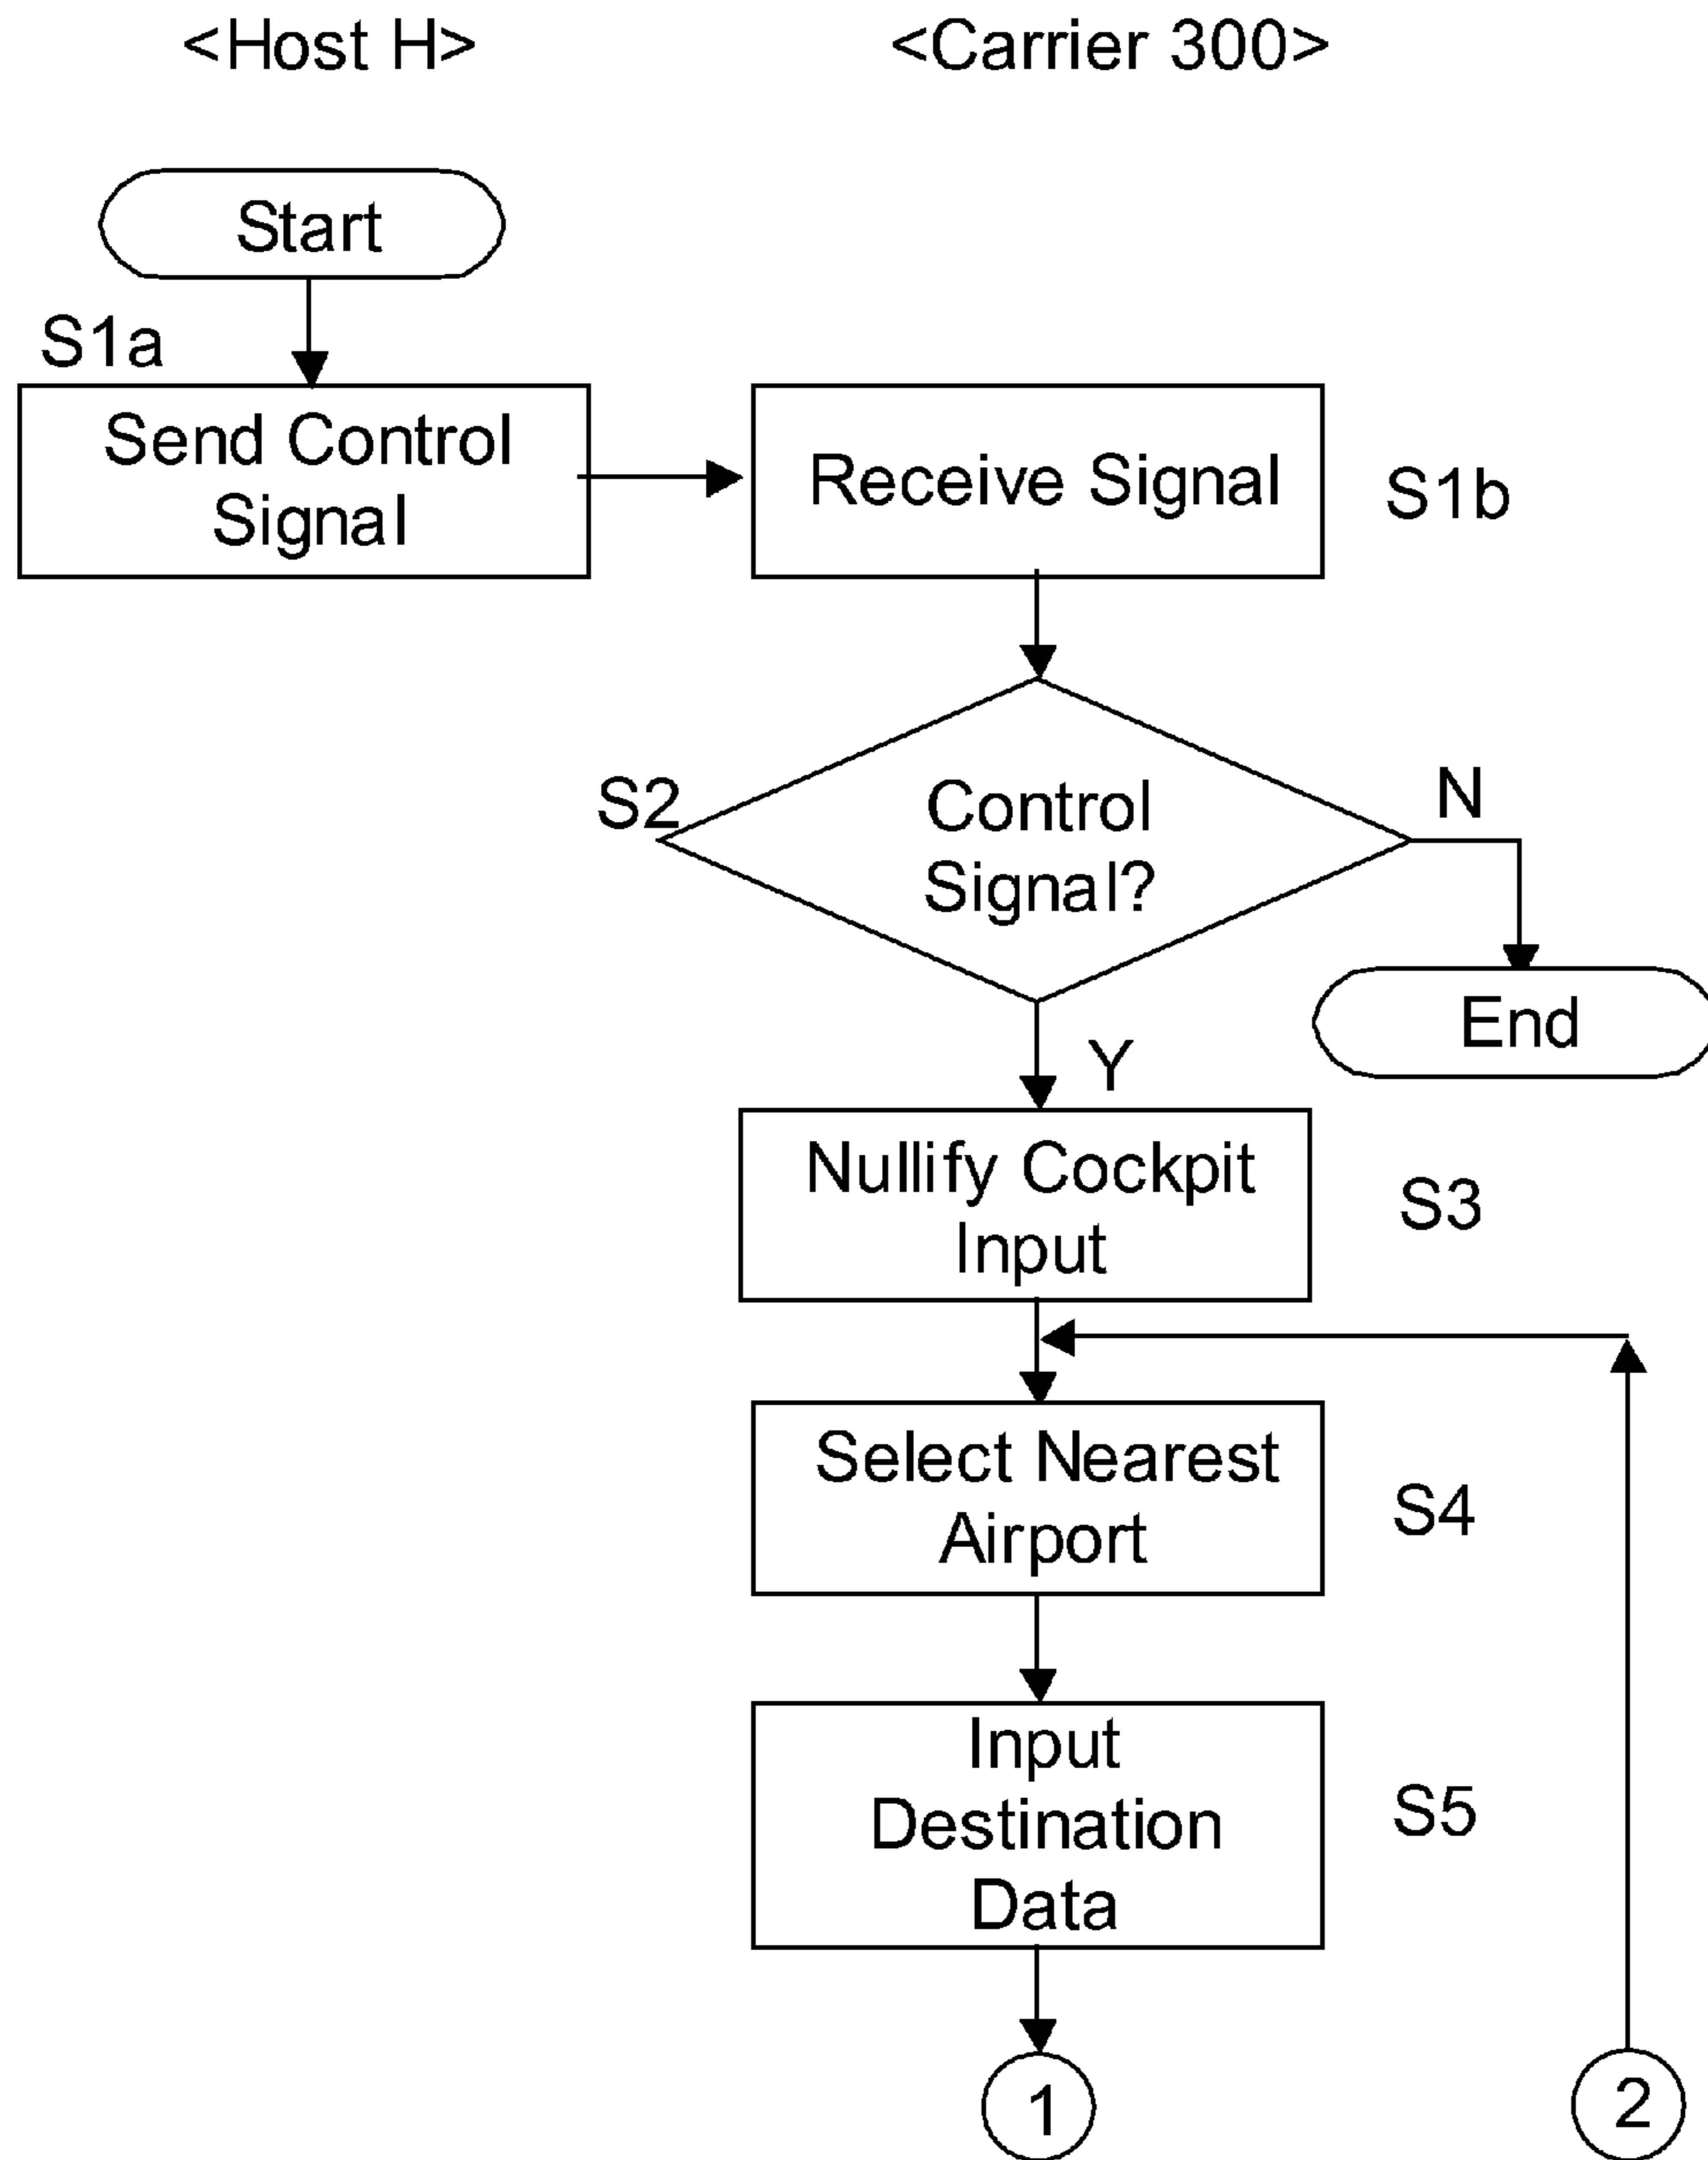 <Host H>
<Carrier 300>
Start
S1a
Send Control
Signal
Receive Signal
S1b
S2
Control
Signal?
N
End
Y
Nullify Cockpit
Input
S3
Select Nearest
Airport
S4
Input
Destination
Data
S5
1
2